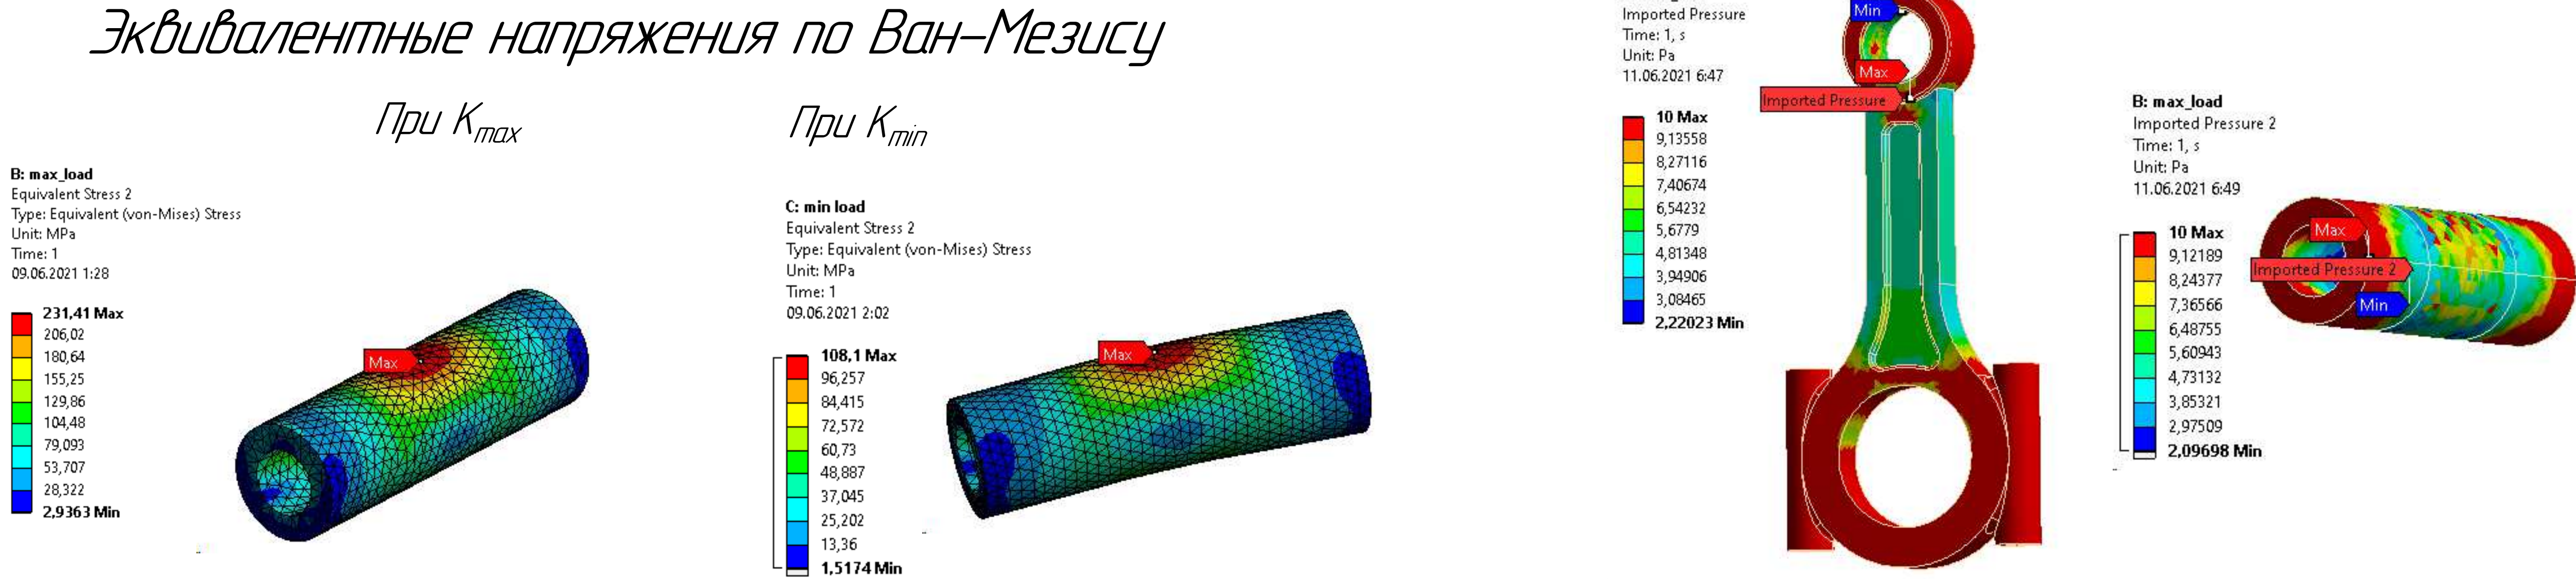 Эквивалентные напряжения по Ван-Мезису
При Kmax
При Kmin
B: max_load
Equivalent Stress 2
Type: Equivalent (von-Mises) Stress
Unit: MPa
Time: 1
09.06.2021 1:28
231,41 Max
206,02
180,64
155,25
129,86
104,48
79,093
53,707
28,322
2,9363 Min
Max
C: min load
Equivalent Stress 2
Type: Equivalent (von-Mises) Stress
Unit: MPa
Time: 1
09.06.2021 2:02
108,1 Max
96,257
84,415
72,572
60,73
48,887
37,045
25,202
13,36
1,5174 Min
Max
Imported Pressure
Time: 1, s
Unit: Pa
11.06.2021 6:47
10 Max
9,13558
8,27116
7,40674
6,54232
5,6779
4,81348
3,94906
3,08465
2,22023 Min
Min
Max
Imported Pressure
B: max_load
Imported Pressure 2
Time: 1, s
Unit: Pa
11.06.2021 6:49
10 Max
9,12189
8,24377
7,36566
6,48755
5,60943
4,73132
3,85321
2,97509
2,09698 Min
Max
Imported Pressure 2
Min